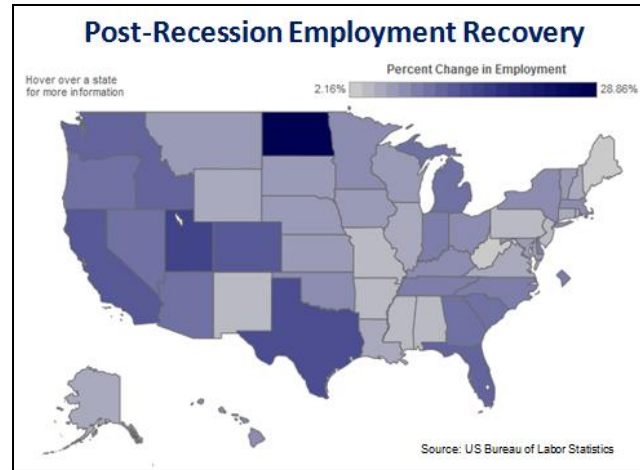 Post-Recession Employment Recovery
Hover over a state
for more information
Percent Change in Employment
2.16%
28.86%
Source: US Bureau of Labor Statistics